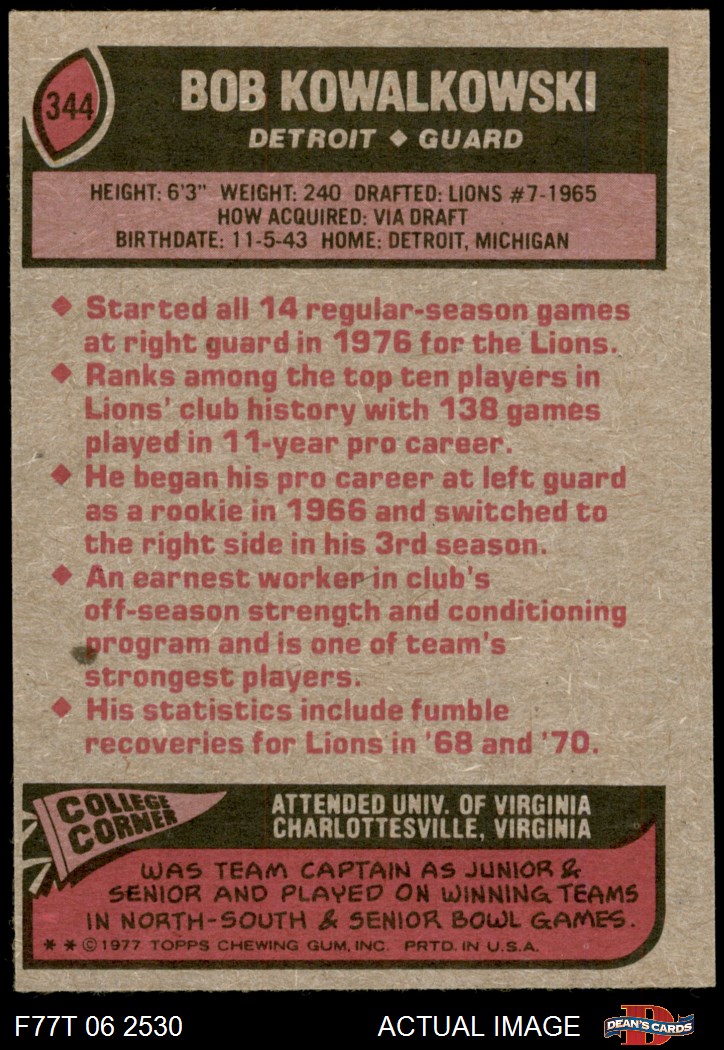 344
BOB KOWALKOWSKI
DETROIT ◆ GUARD
HEIGHT: 6'3" WEIGHT: 240 DRAFTED: LIONS #7-1965
HOW ACQUIRED: VIA DRAFT
BIRTHDATE: 11-5-43 HOME: DETROIT, MICHIGAN
◆ Started all 14 regular-season games
at right guard in 1976 for the Lions.
◆ Ranks among the top ten players in
Lions' club history with 138 games
played in 11-year pro career.
◆ He began his pro career at left guard
as a rookie in 1966 and switched to
the right side in his 3rd season.
◆ An earnest worker in club's
off-season strength and conditioning
program and is one of team's
strongest players.
◆ His statistics include fumble
recoveries for Lions in '68 and '70.
COLLEGE
CORNER
ATTENDED UNIV. OF VIRGINIA
CHARLOTTESVILLE, VIRGINIA
WAS TEAM CAPTAIN AS JUNIOR &
SENIOR AND PLAYED ON WINNING TEAMS
IN NORTH-SOUTH & SENIOR BOWL GAMES.
* * © 1977 TOPPS CHEWING GUM, INC. PRTD. IN U.S.A.
F77T 06 2530
ACTUAL IMAGE
D
DEAN'S CARDS